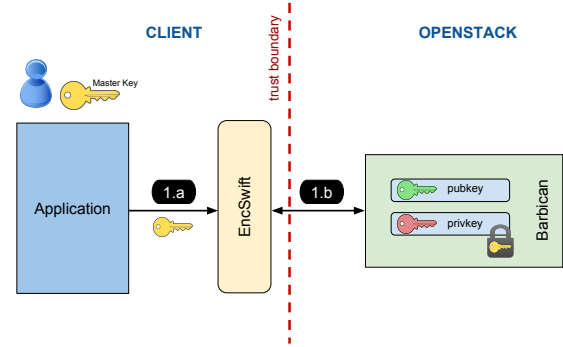 CLIENT
OPENSTACK
trust boundary
Master Key
Application
1.a
EncSwift
1.b
pubkey
privkey
Barbican